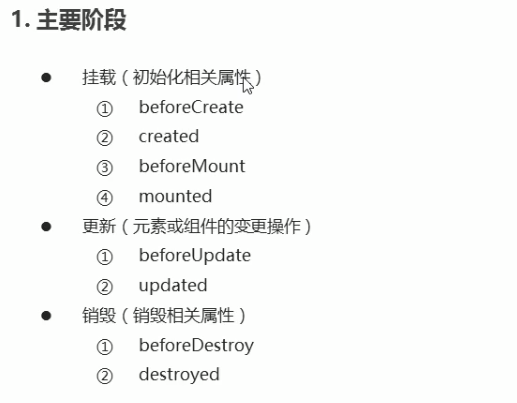 1. 主要阶段
● 挂载（初始化相关属性）
① beforeCreate
② created
③ beforeMount
④ mounted
● 更新（元素或组件的变更操作）
① beforeUpdate
② updated
● 销毁（销毁相关属性）
① beforeDestroy
② destroyed